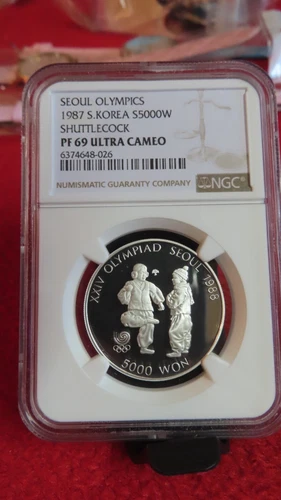 SEOUL OLYMPICS
1987 S.KOREA S5000W
SHUTTLECOCK
PF 69 ULTRA CAMEO
6374648-026
NUMISMATIC GUARANTY COMPANY NGC
XXIV OLYMPIAD SEOUL 1988
5000 WON